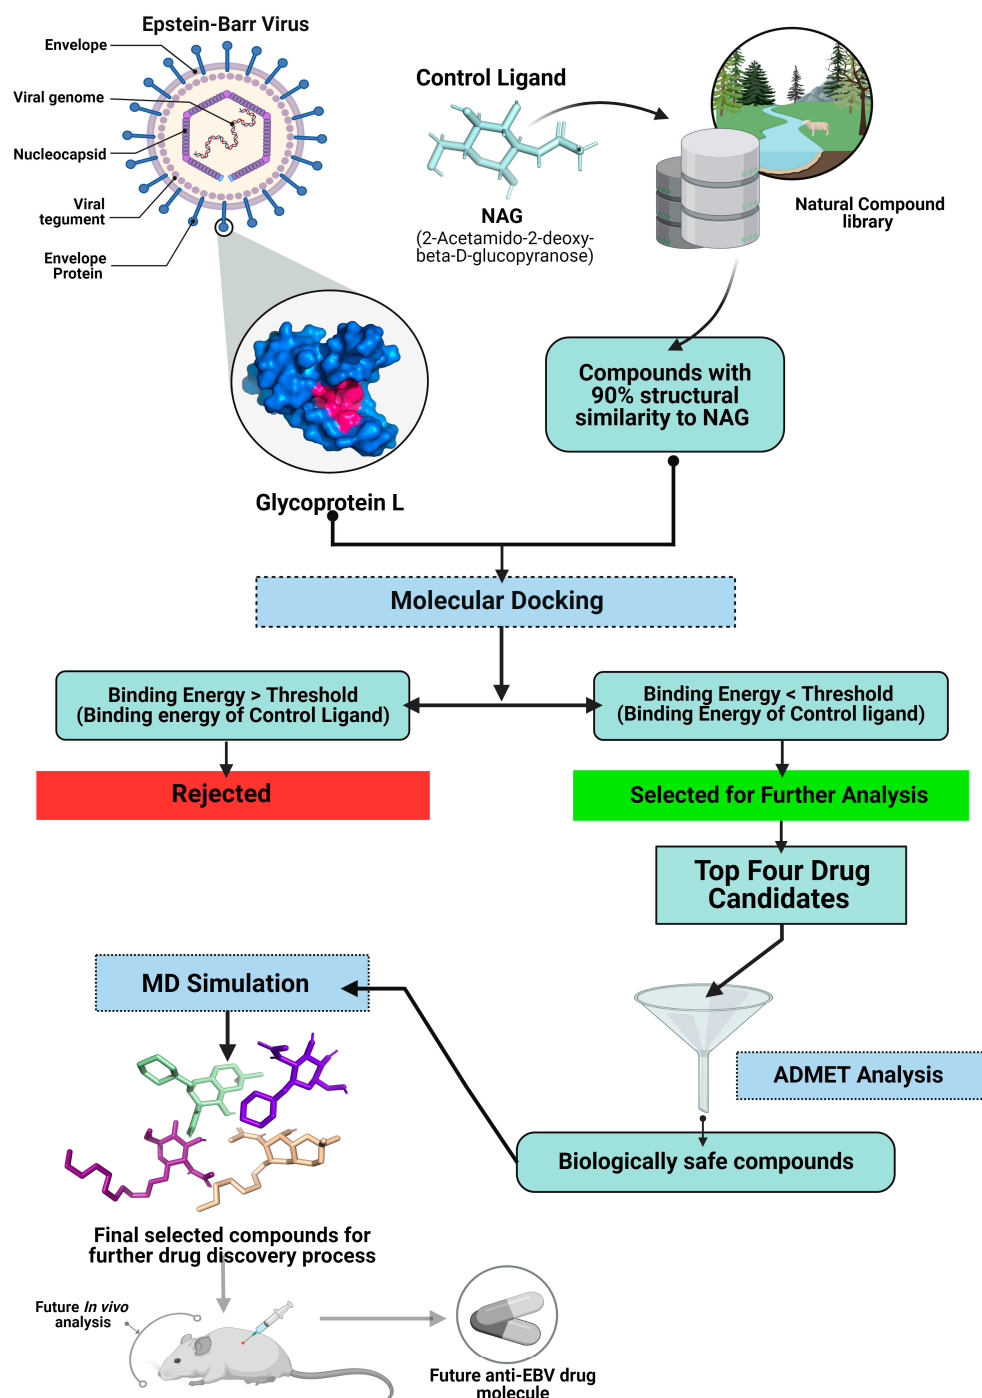 Epstein-Barr Virus
Envelope
Viral genome
Nucleocapsid
Viral
tegument
Envelope
Protein
Control Ligand
NAG
(2-Acetamido-2-deoxy-
beta-D-glucopyranose)
Natural Compound
library
Compounds with
90% structural
similarity to NAG
Glycoprotein L
Molecular Docking
Binding Energy > Threshold
(Binding energy of Control Ligand)
Binding Energy < Threshold
(Binding Energy of Control ligand)
Rejected
Selected for Further Analysis
Top Four Drug
Candidates
MD Simulation
ADMET Analysis
Biologically safe compounds
Final selected compounds for
further drug discovery process
Future In vivo
analysis
Future anti-EBV drug
molecule